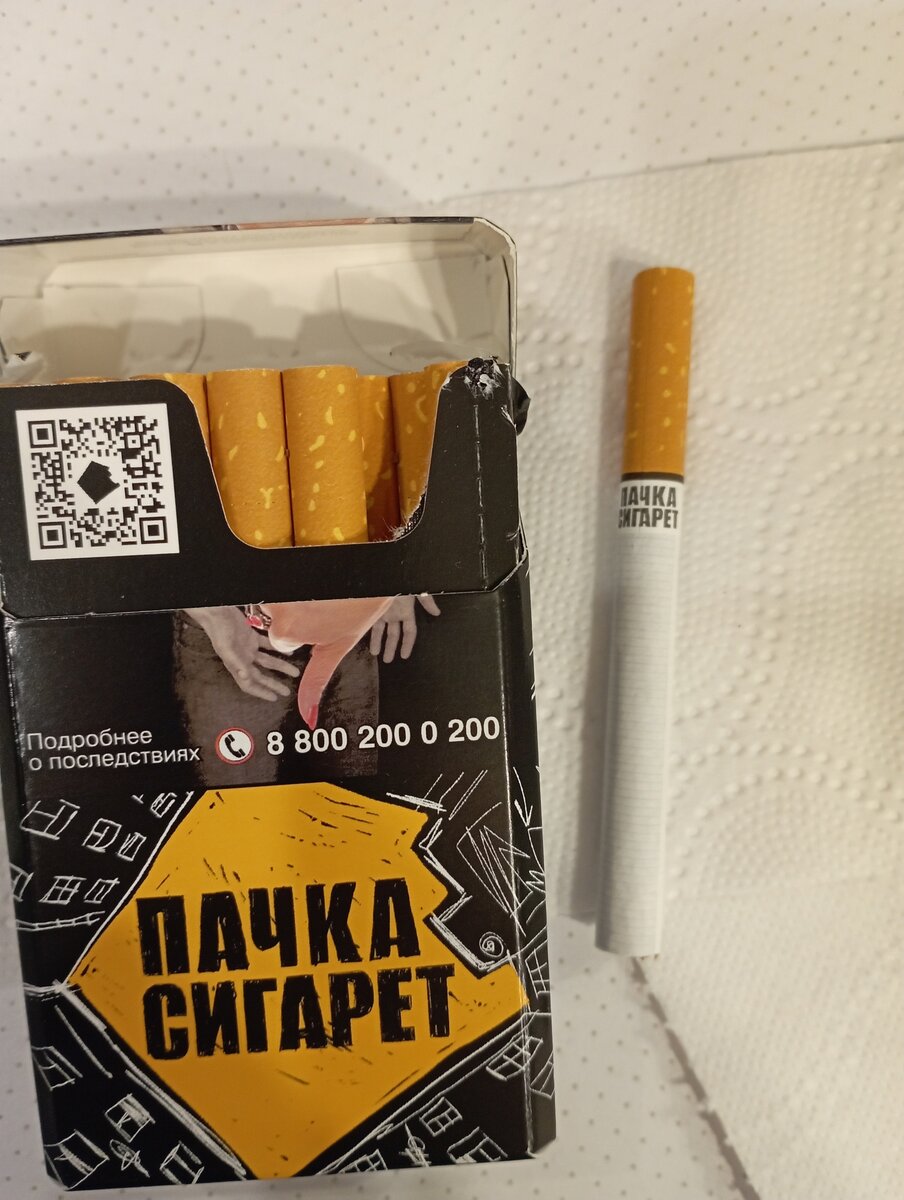 Подробнее
о последствиях
8 800 200 0 200
ПАЧКА
СИГАРЕТ
ПАЧКА
СИГАРЕТ